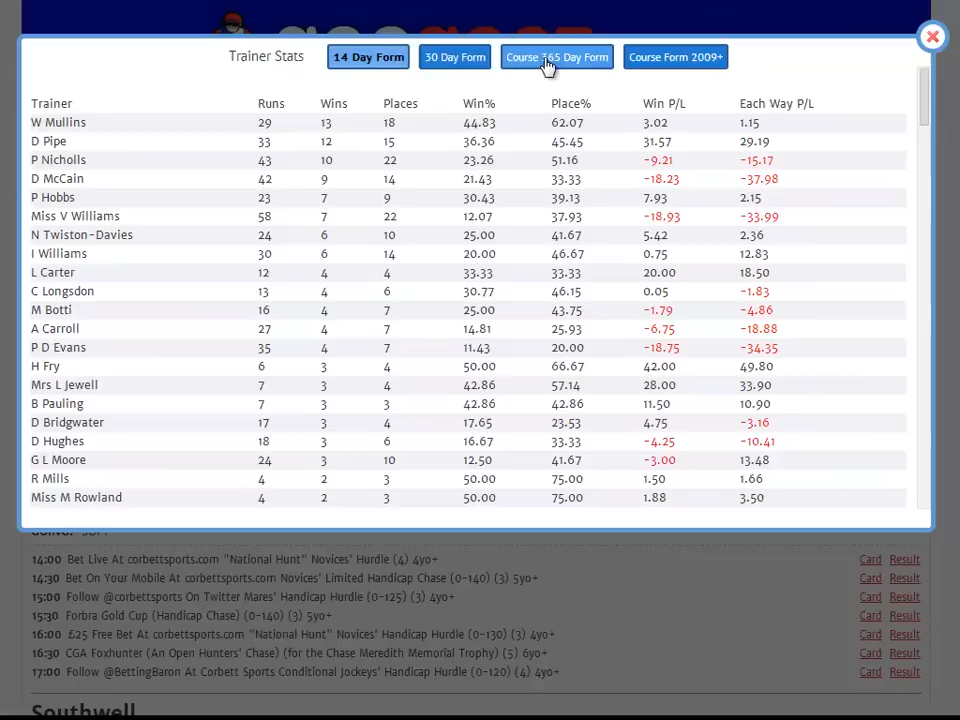 Trainer Stats 14 Day Form 30 Day Form Course 365 Day Form Course Form 2009+
Trainer Runs Wins Places Win% Place% Win P/L Each Way P/L
W Mullins 29 13 18 44.83 62.07 3.02 1.15
D Pipe 33 12 15 36.36 45.45 31.57 29.19
P Nicholls 43 10 22 23.26 51.16 -9.21 -15.17
D McCain 42 9 14 21.43 33.33 -18.23 -37.98
P Hobbs 23 7 9 30.43 39.13 7.93 2.15
Miss V Williams 58 7 22 12.07 37.93 -18.93 -33.99
N Twiston-Davies 24 6 10 25.00 41.67 5.42 2.36
I Williams 30 6 14 20.00 46.67 0.75 12.83
L Carter 12 4 4 33.33 33.33 20.00 18.50
C Longsdon 13 4 6 30.77 46.15 0.05 -1.83
M Botti 16 4 7 25.00 43.75 -1.79 -4.86
A Carroll 27 4 7 14.81 25.93 -6.75 -18.88
P D Evans 35 4 7 11.43 20.00 -18.75 -34.35
H Fry 6 3 4 50.00 66.67 42.00 49.80
Mrs L Jewell 7 3 4 42.86 57.14 28.00 33.90
B Pauling 7 3 3 42.86 42.86 11.50 10.90
D Bridgwater 17 3 4 17.65 23.53 4.75 -3.16
D Hughes 18 3 6 16.67 33.33 -4.25 -10.41
G L Moore 24 3 10 12.50 41.67 -3.00 13.48
R Mills 4 2 3 50.00 75.00 1.50 1.66
Miss M Rowland 4 2 3 50.00 75.00 1.88 3.50
GOING: SOFT
14:00 Bet Live At corbettsports.com "National Hunt" Novices' Hurdle (4) 4yo+ Card Result
14:30 Bet On Your Mobile At corbettsports.com Novices' Limited Handicap Chase (0-140) (3) 5yo+ Card Result
15:00 Follow @corbettsports On Twitter Mares' Handicap Hurdle (0-125) (3) 4yo+ Card Result
15:30 Forbra Gold Cup (Handicap Chase) (0-140) (3) 5yo+ Card Result
16:00 £25 Free Bet At corbettsports.com "National Hunt" Novices' Handicap Hurdle (0-130) (3) 4yo+ Card Result
16:30 CGA Foxhunter (An Open Hunters' Chase) (for the Chase Meredith Memorial Trophy) (5) 6yo+ Card Result
17:00 Follow @BettingBaron At Corbett Sports Conditional Jockeys' Handicap Hurdle (0-120) (4) 4yo+ Card Result
Southwell